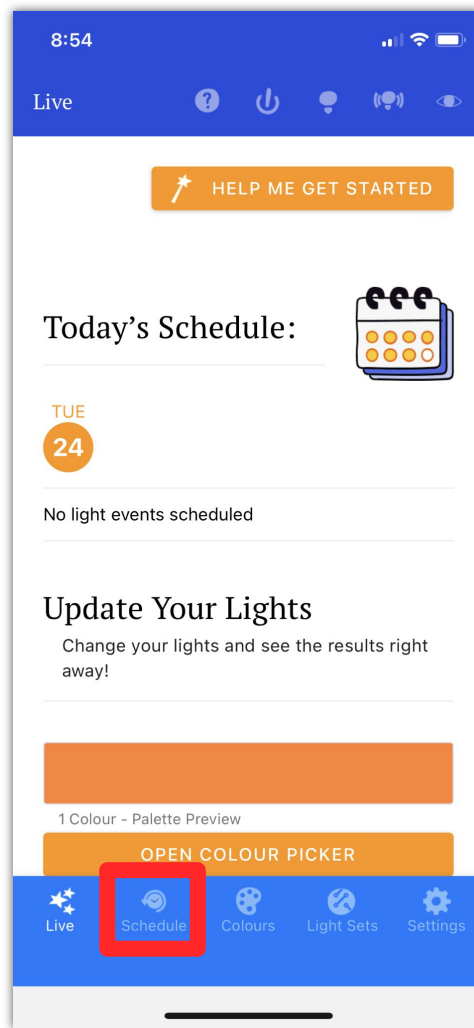 8:54
Live
HELP ME GET STARTED
Today’s Schedule:
TUE
24
No light events scheduled
Update Your Lights
Change your lights and see the results right
away!
1 Colour – Palette Preview
OPEN COLOUR PICKER
Live Schedule Colours Light Sets Settings